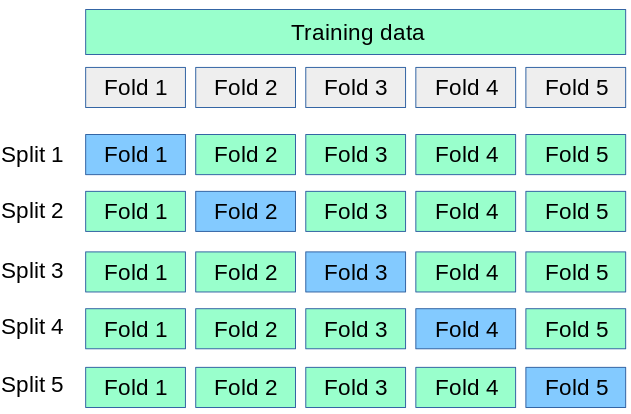 Training data
Fold 1 Fold 2 Fold 3 Fold 4 Fold 5
Split 1 Fold 1 Fold 2 Fold 3 Fold 4 Fold 5
Split 2 Fold 1 Fold 2 Fold 3 Fold 4 Fold 5
Split 3 Fold 1 Fold 2 Fold 3 Fold 4 Fold 5
Split 4 Fold 1 Fold 2 Fold 3 Fold 4 Fold 5
Split 5 Fold 1 Fold 2 Fold 3 Fold 4 Fold 5